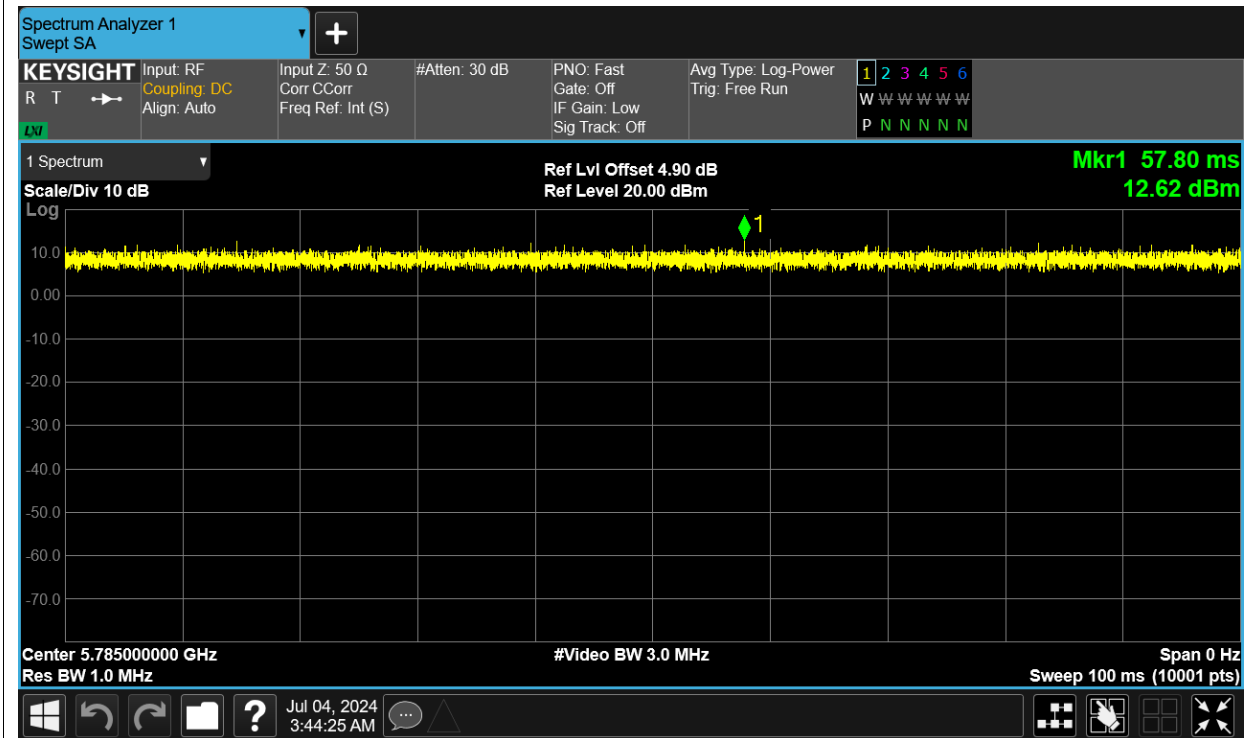 Spectrum Analyzer 1
Swept SA
+
KEYSIGHT
R T
LXI
Input: RF
Coupling: DC
Align: Auto
Input Z: 50 Ω
Corr CCorr
Freq Ref: Int (S)
#Atten: 30 dB
PNO: Fast
Gate: Off
IF Gain: Low
Sig Track: Off
Avg Type: Log-Power
Trig: Free Run
1 2 3 4 5 6
W W W W W W
P N N N N N
1 Spectrum
Scale/Div 10 dB
Ref Lvl Offset 4.90 dB
Ref Level 20.00 dBm
Mkr1 57.80 ms
12.62 dBm
Log
1
10.0
0.00
-10.0
-20.0
-30.0
-40.0
-50.0
-60.0
-70.0
Center 5.785000000 GHz
Res BW 1.0 MHz
#Video BW 3.0 MHz
Span 0 Hz
Sweep 100 ms (10001 pts)
?
Jul 04, 2024
3:44:25 AM